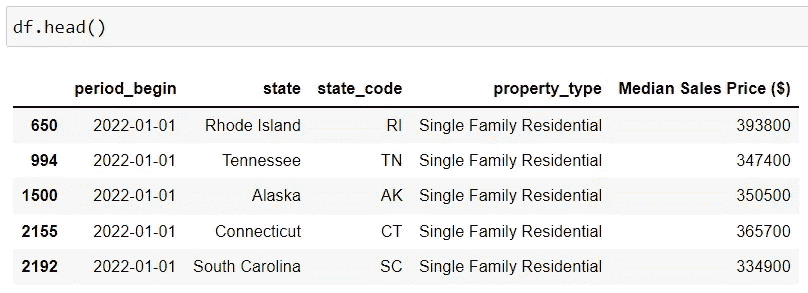 df.head()
period_begin state state_code property_type Median Sales Price ($)
650 2022-01-01 Rhode Island RI Single Family Residential 393800
994 2022-01-01 Tennessee TN Single Family Residential 347400
1500 2022-01-01 Alaska AK Single Family Residential 350500
2155 2022-01-01 Connecticut CT Single Family Residential 365700
2192 2022-01-01 South Carolina SC Single Family Residential 334900